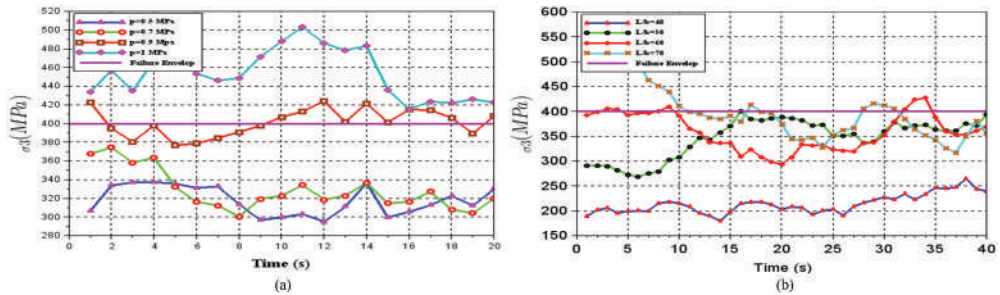 (a)
520
500
480
460
440
420
400
380
360
340
320
300
280
σ3(MPa)
p=0.5 MPa
p=0.7 MPa
p=0.9 Mpa
p=1 MPa
Failure Envelop
0 2 4 6 8 10 12 14 16 18 20
Time (s)
(a)
(b)
600
550
500
450
400
350
300
250
200
150
σ3(MPa)
L/h=40
L/h=50
L/h=60
L/h=70
Failure Envelop
0 5 10 15 20 25 30 35 40
Time (s)
(b)